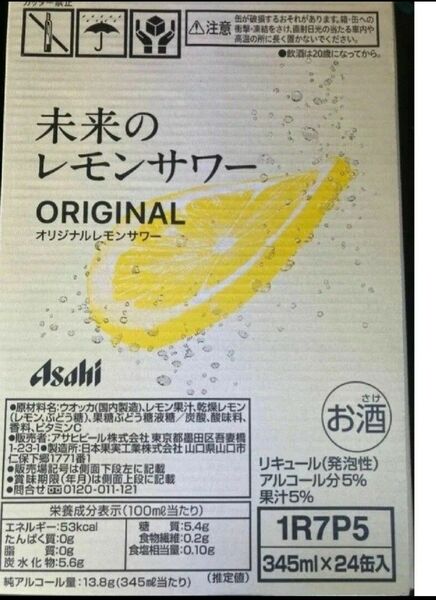 カッター禁止
⚠注意
缶が破損するおそれがあります。箱・缶への
衝撃・凍結をさけ、直射日光の当たる車内や
高温の所に長く置かないでください。
●飲酒は20歳になってから。
未来の
レモンサワー
ORIGINAL
オリジナルレモンサワー
Asahi
●原材料名:ウオッカ(国内製造)、レモン果汁、乾燥レモン
(レモン、ぶどう糖)、果糖ぶどう糖液糖/炭酸、酸味料、
香料、ビタミンC
●販売者:アサヒビール株式会社 東京都墨田区吾妻橋
1-23-1●製造所:日本果実工業株式会社 山口県山口市
仁保下郷1771番1
●販売場記号は側面下段左に記載
●賞味期限(年月)は側面上段に記載
●問合せ 0120-011-121
さけ
お酒
リキュール(発泡性)
アルコール分5%
果汁5%
栄養成分表示(100ml当たり)
エネルギー:53kcal 糖質:5.4g
たんぱく質:0g 食物繊維:0.2g
脂質:0g 食塩相当量:0.10g
炭水化物:5.6g
純アルコール量:13.8g(345ml当たり) (推定値)
1R7P5
345ml×24缶入